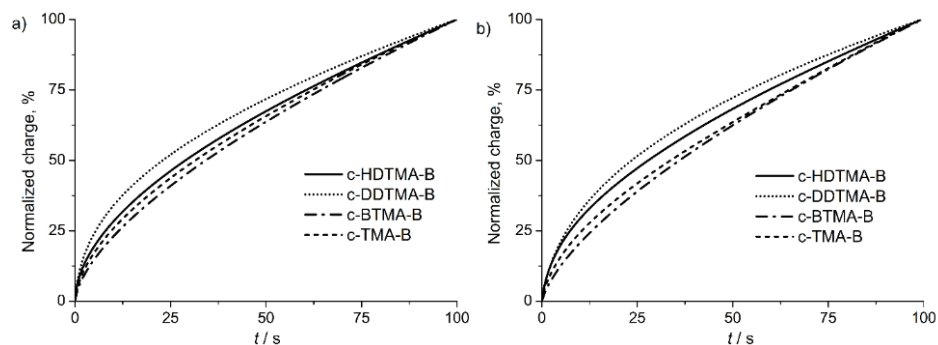 a)
Normalized charge, %
100
75
50
25
0
0
25
50
75
100
t / s
c-HDTMA-B
c-DDTMA-B
c-BTMA-B
c-TMA-B
b)
Normalized charge, %
100
75
50
25
0
0
25
50
75
100
t / s
c-HDTMA-B
c-DDTMA-B
c-BTMA-B
c-TMA-B